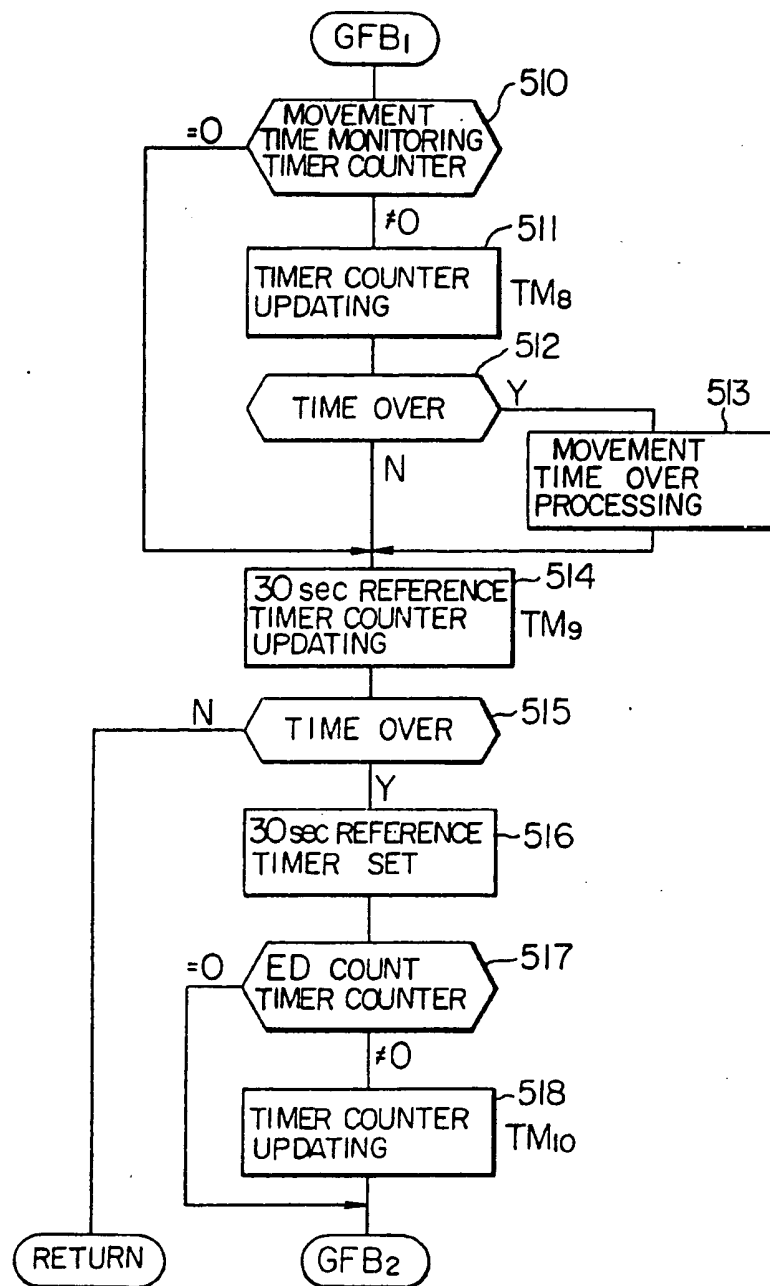 GFB1
510
MOVEMENT
TIME MONITORING
TIMER COUNTER
=0
≠0
511
TIMER COUNTER
UPDATING
TM8
512
TIME OVER
Y
513
N
MOVEMENT
TIME OVER
PROCESSING
514
30 sec REFERENCE
TIMER COUNTER
UPDATING
TM9
515
N
TIME OVER
Y
516
30 sec REFERENCE
TIMER SET
517
=0
ED COUNT
TIMER COUNTER
≠0
518
TIMER COUNTER
UPDATING
TM10
RETURN
GFB2